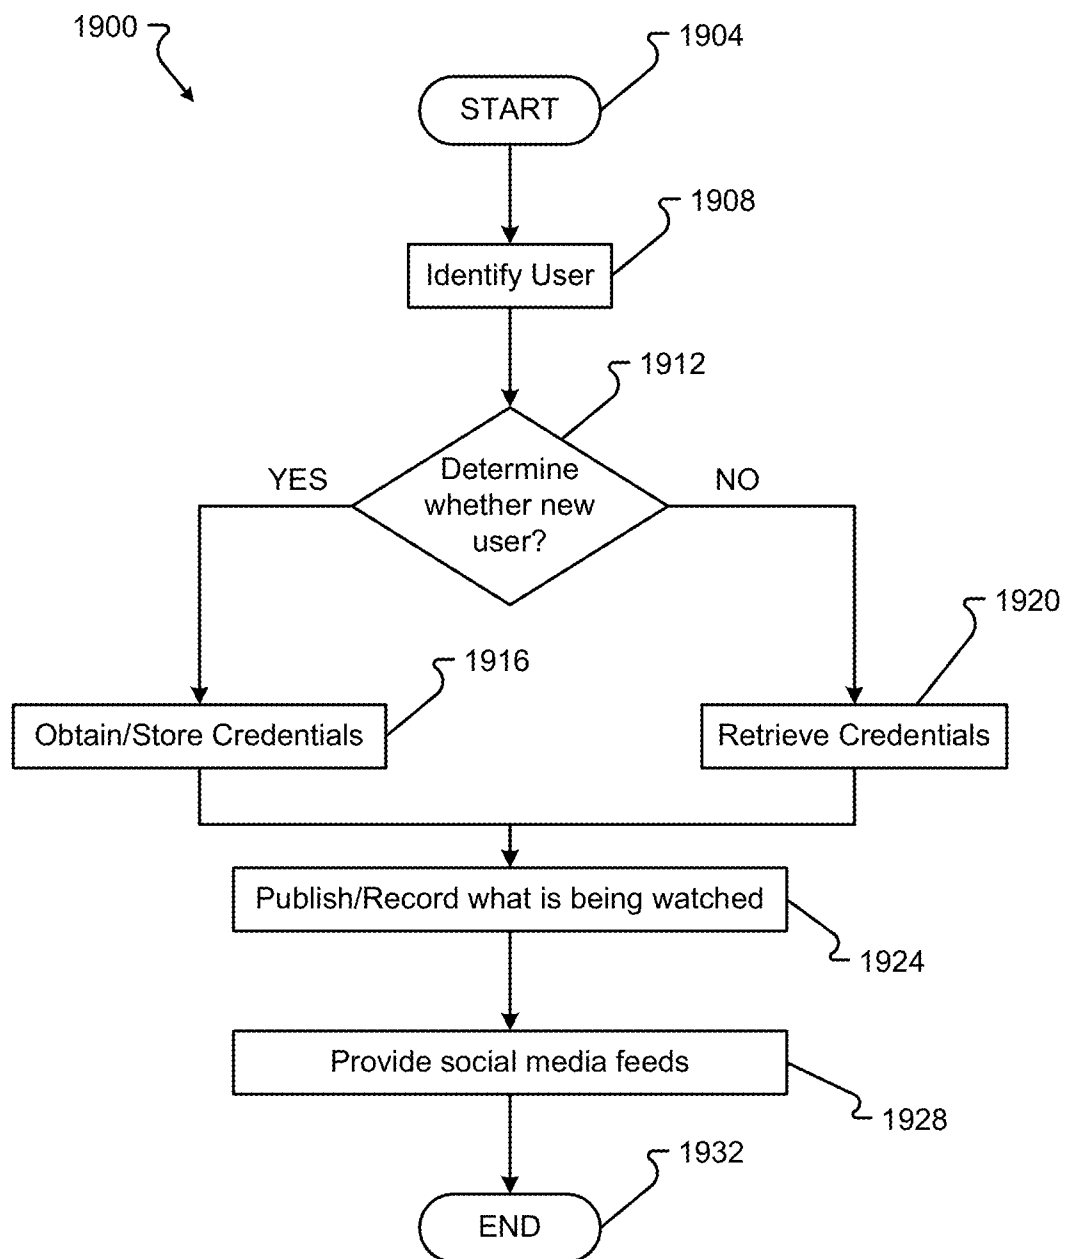 1900
1904
START
1908
Identify User
1912
Determine
whether new
user?
YES
NO
1920
1916
Obtain/Store Credentials
Retrieve Credentials
Publish/Record what is being watched
1924
Provide social media feeds
1928
1932
END